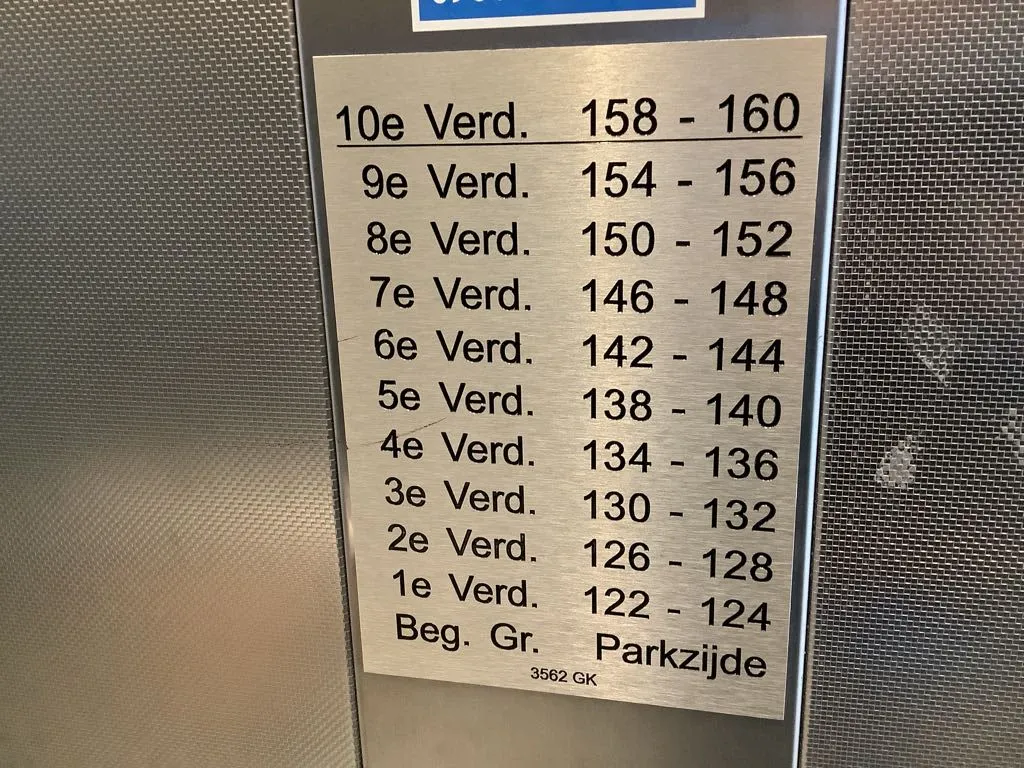 10e Verd. 158 - 160
9e Verd. 154 - 156
8e Verd. 150 - 152
7e Verd. 146 - 148
6e Verd. 142 - 144
5e Verd. 138 - 140
4e Verd. 134 - 136
3e Verd. 130 - 132
2e Verd. 126 - 128
1e Verd. 122 - 124
Beg. Gr. Parkzijde
3562 GK